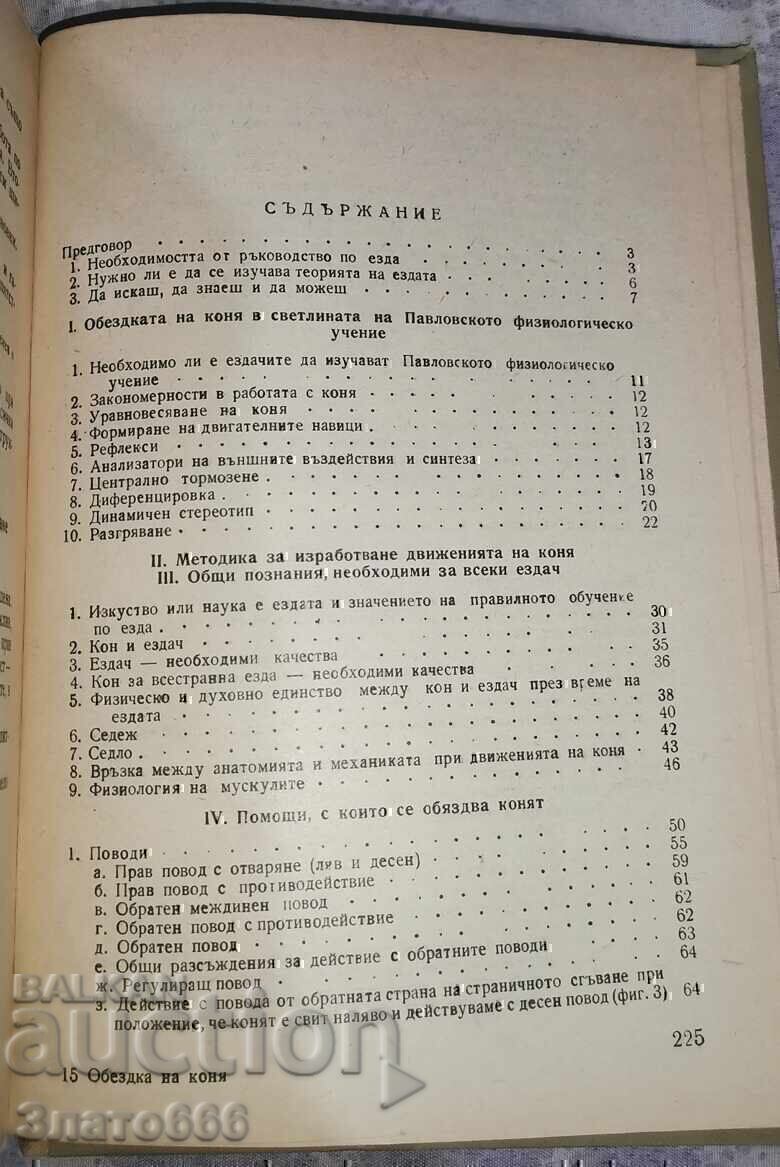 СЪДЪРЖАНИЕ
Предговор . . . . . . . . . . . . . . . . . . . . 3
1. Необходимостта от ръководство по езда . . . . . . . . 3
2. Нужно ли е да се изучава теорията на ездата . . . . . . 6
3. Да искаш, да знаеш и да можеш . . . . . . . . . . 7
I. Обездката на коня в светлината на Павловското физиологическо
учение
1. Необходимо ли е ездачите да изучават Павловското физиологическо
учение . . . . . . . . . . . . . . . . . . 11
2. Закономерности в работата с коня . . . . . . . . . 12
3. Уравновесяване на коня . . . . . . . . . . . . 12
4. Формиране на двигателните навици . . . . . . . . . 12
5. Рефлекси . . . . . . . . . . . . . . . . . 13
6. Анализатори на външните въздействия и синтеза . . . . . 17
7. Централно тормозене . . . . . . . . . . . . . 18
8. Диференцировка . . . . . . . . . . . . . . . 19
9. Динамичен стереотип . . . . . . . . . . . . . 20
10. Разгряване . . . . . . . . . . . . . . . . 22
II. Методика за изработване движенията на коня
III. Общи познания, необходими за всеки ездач
1. Изкуство или наука е ездата и значението на правилното обучение
по езда . . . . . . . . . . . . . . . . . . 30
2. Кон и ездач . . . . . . . . . . . . . . . . 31
3. Ездач — необходими качества . . . . . . . . . . . 35
4. Кон за всестранна езда — необходими качества . . . . . 36
5. Физическо и духовно единство между кон и ездач през време на
ездата . . . . . . . . . . . . . . . . . . 38
6. Седеж . . . . . . . . . . . . . . . . . . 40
7. Седло . . . . . . . . . . . . . . . . . . 42
8. Връзка между анатомията и механиката при движенията на коня . 43
9. Физиология на мускулите . . . . . . . . . . . . 46
IV. Помощи, с които се обяздва конят
1. Поводи . . . . . . . . . . . . . . . . . . 50
а. Прав повод с отваряне (ляв и десен) . . . . . . . . 55
б. Прав повод с противодействие . . . . . . . . . . 59
в. Обратен междинен повод . . . . . . . . . . . . 61
г. Обратен повод с противодействие . . . . . . . . . 62
д. Обратен повод . . . . . . . . . . . . . . . 62
е. Общи разсъждения за действие с обратните поводи . . . . 63
ж. Регулиращ повод . . . . . . . . . . . . . . 64
з. Действие с повода от обратната страна на страничното сгъване при
положение, че конят е свит наляво и действуваме с десен повод (фиг. 3) 64
225
15 Обездка на коня
BALKAN
auction
Злато666